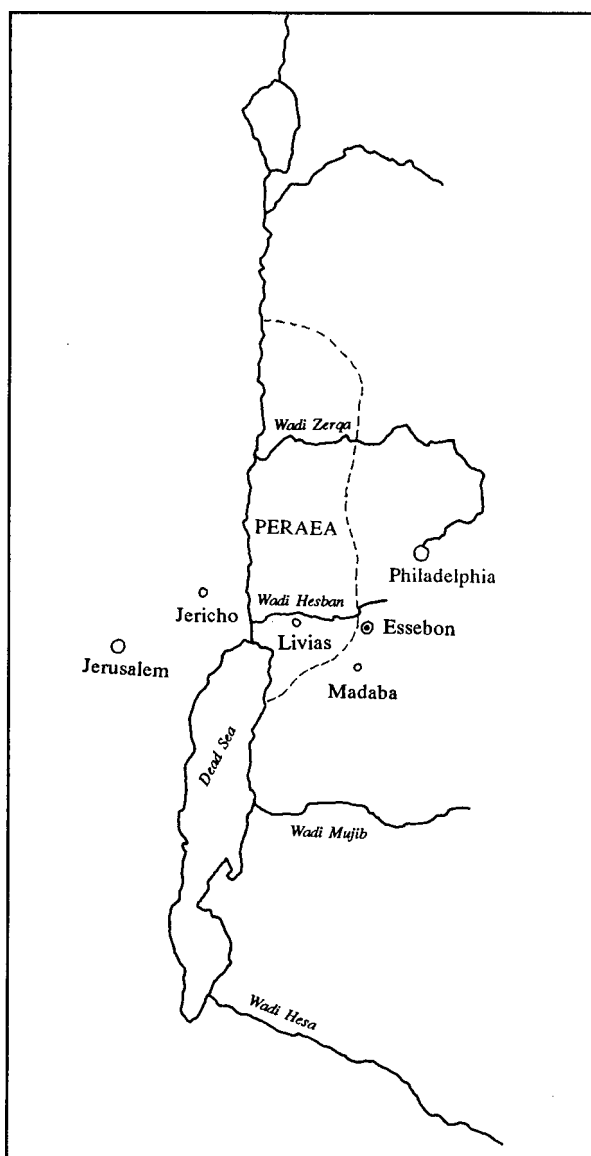 Wadi Zerqa
PERAEA
Philadelphia
Wadi Hesban
Jericho
Livias
Essebon
Jerusalem
Madaba
Dead Sea
Wadi Mujib
Wadi Hesa